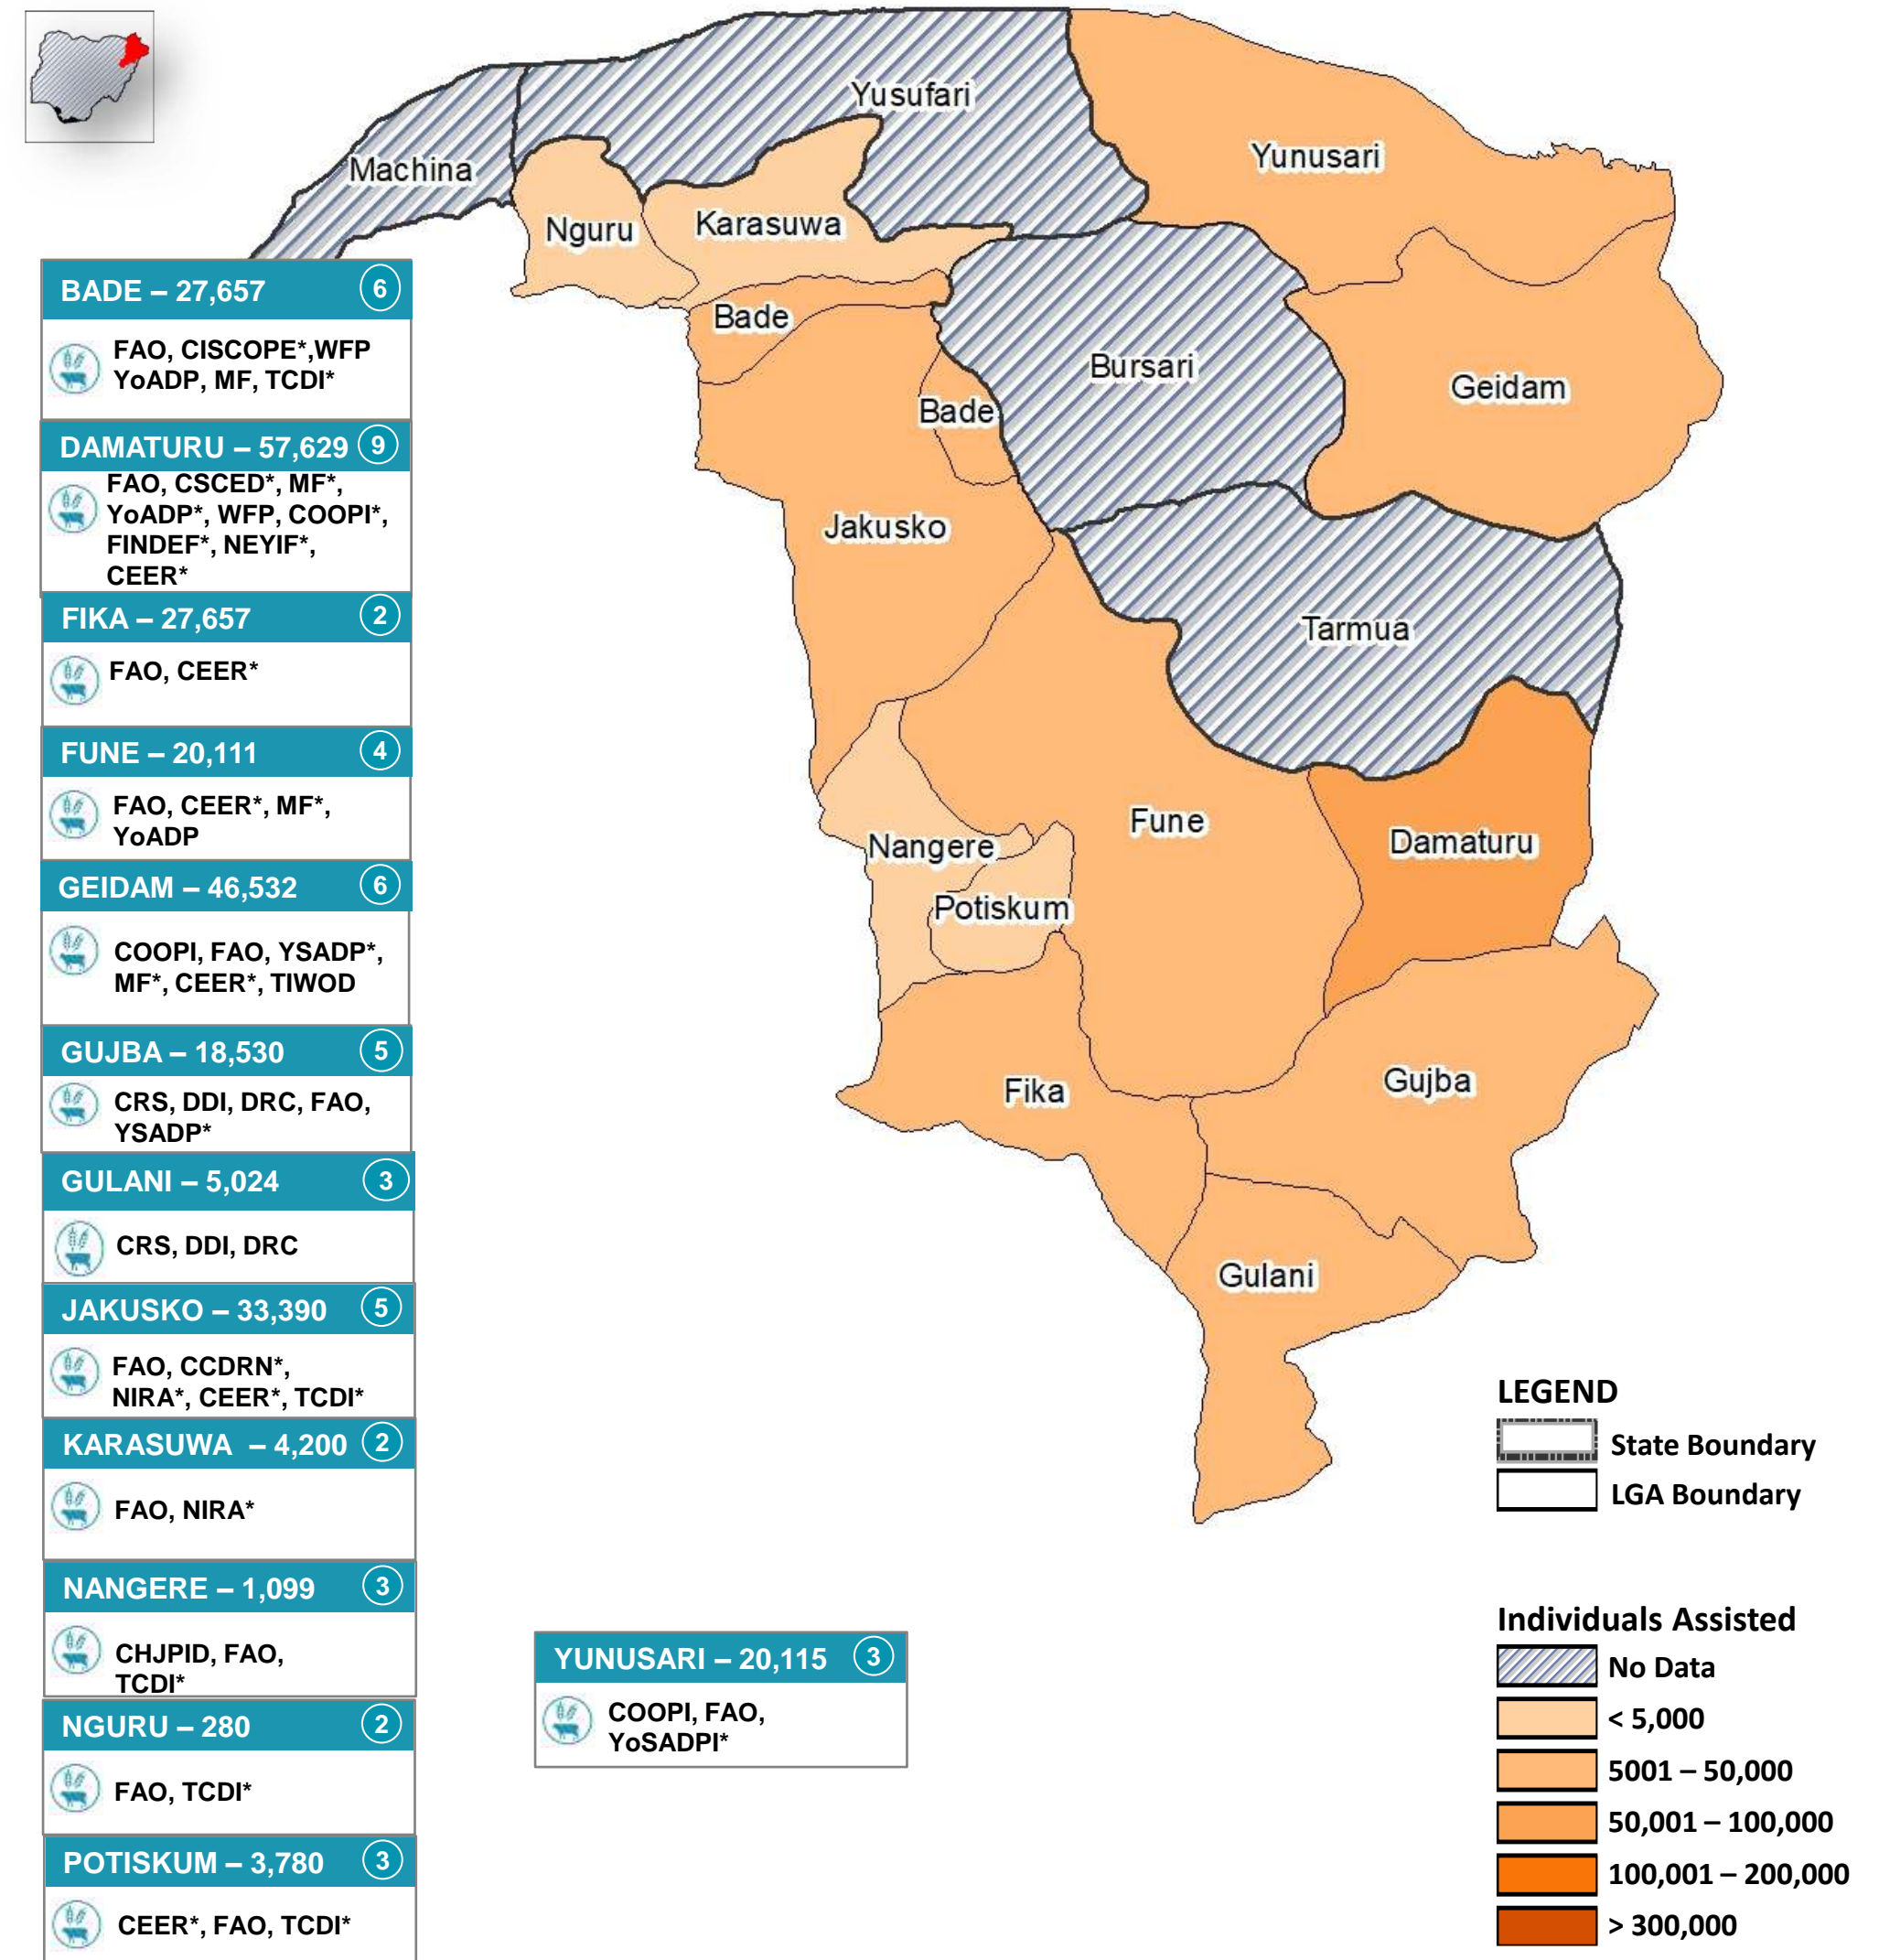 Yusufari
Machina
Yunusari
Nguru
Karasuwa
Bade
Bursari
Geidam
Bade
Jakusko
Tarmua
Fune
Damaturu
Nangere
Potiskum
Fika
Gujba
Gulani
BADE – 27,657 6
FAO, CISCOPE*,WFP
YoADP, MF, TCDI*
DAMATURU – 57,629 9
FAO, CSCED*, MF*,
YoADP*, WFP, COOPI*,
FINDEF*, NEYIF*,
CEER*
FIKA – 27,657 2
FAO, CEER*
FUNE – 20,111 4
FAO, CEER*, MF*,
YoADP
GEIDAM – 46,532 6
COOPI, FAO, YSADP*,
MF*, CEER*, TIWOD
GUJBA – 18,530 5
CRS, DDI, DRC, FAO,
YSADP*
GULANI – 5,024 3
CRS, DDI, DRC
JAKUSKO – 33,390 5
FAO, CCDRN*,
NIRA*, CEER*, TCDI*
KARASUWA – 4,200 2
FAO, NIRA*
NANGERE – 1,099 3
CHJPID, FAO,
TCDI*
NGURU – 280 2
FAO, TCDI*
POTISKUM – 3,780 3
CEER*, FAO, TCDI*
YUNUSARI – 20,115 3
COOPI, FAO,
YoSADPI*
LEGEND
State Boundary
LGA Boundary
Individuals Assisted
No Data
< 5,000
5001 – 50,000
50,001 – 100,000
100,001 – 200,000
> 300,000